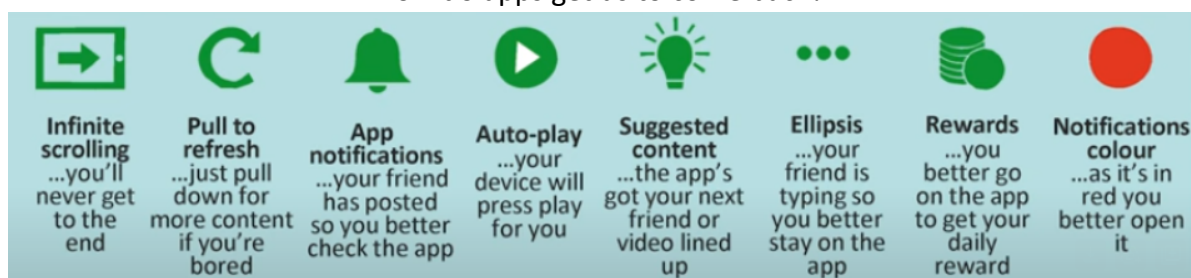 Infinite
scrolling
...you'll
never get
to the
end
Pull to
refresh
...just pull
down for
more content
if you're
bored
App
notifications
...your friend
has posted
so you better
check the app
Auto-play
...your
device will
press play
for you
Suggested
content
...the app's
got your next
friend or
video lined
up
Ellipsis
...your
friend is
typing so
you better
stay on the
app
Rewards
...you
better go
on the app
to get your
daily
reward
Notifications
colour
...as it's in
red you
better open
it